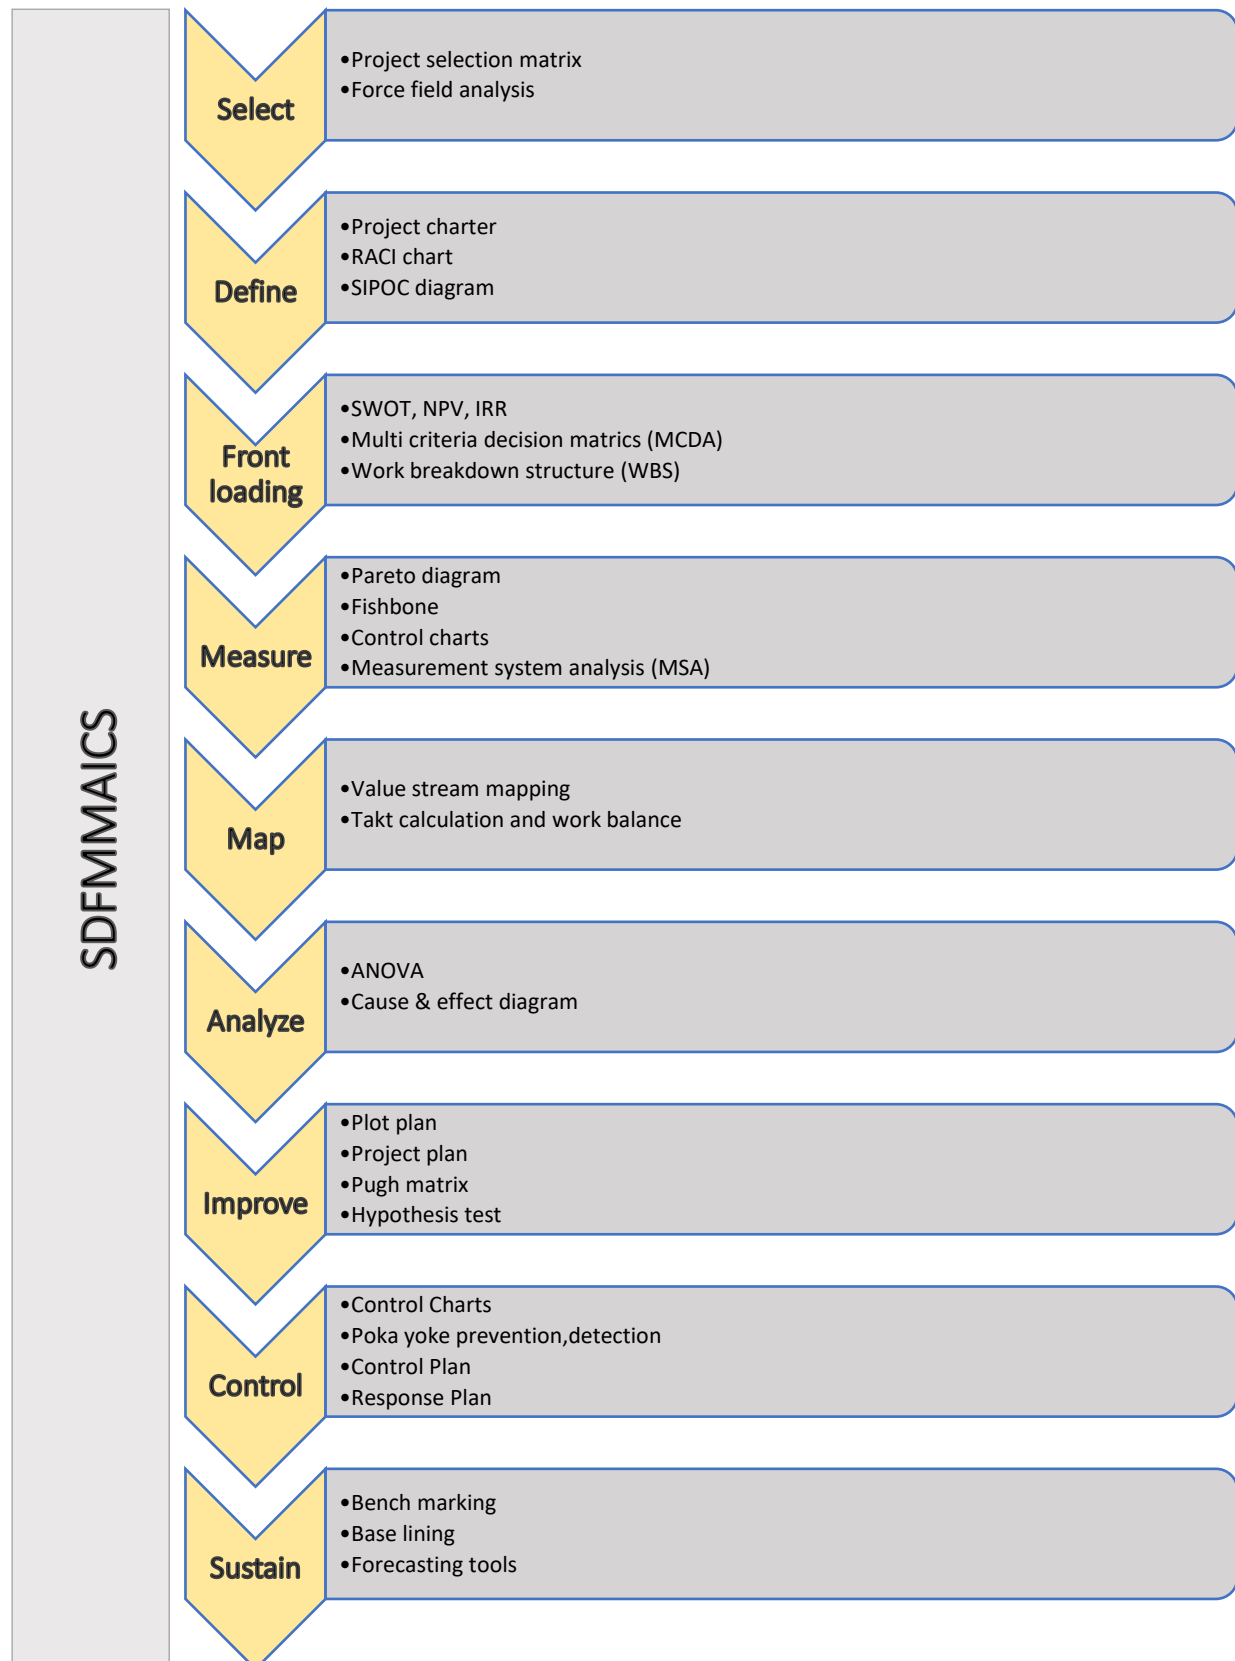 SDFMMAICS
Select
•Project selection matrix
•Force field analysis
Define
•Project charter
•RACI chart
•SIPOC diagram
Front
loading
•SWOT, NPV, IRR
•Multi criteria decision matrics (MCDA)
•Work breakdown structure (WBS)
Measure
•Pareto diagram
•Fishbone
•Control charts
•Measurement system analysis (MSA)
Map
•Value stream mapping
•Takt calculation and work balance
Analyze
•ANOVA
•Cause & effect diagram
Improve
•Plot plan
•Project plan
•Pugh matrix
•Hypothesis test
Control
•Control Charts
•Poka yoke prevention,detection
•Control Plan
•Response Plan
Sustain
•Bench marking
•Base lining
•Forecasting tools